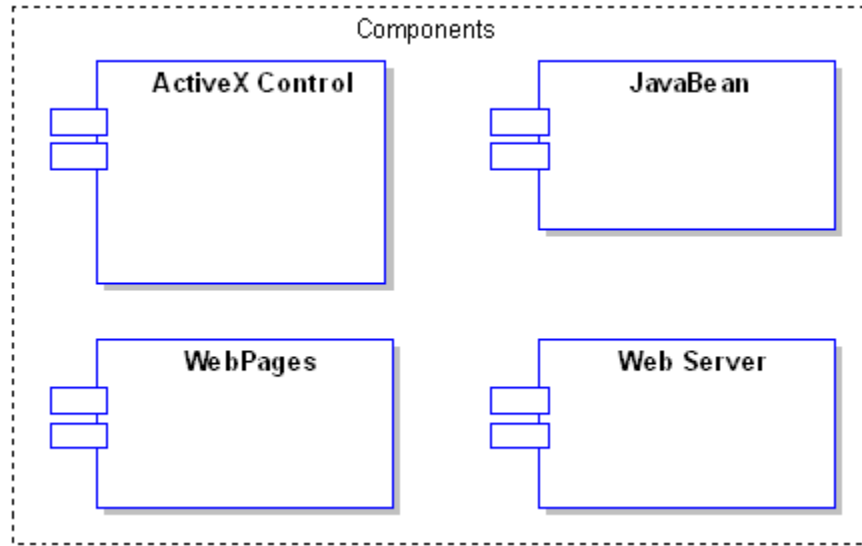 Components
ActiveX Control
JavaBean
WebPages
Web Server